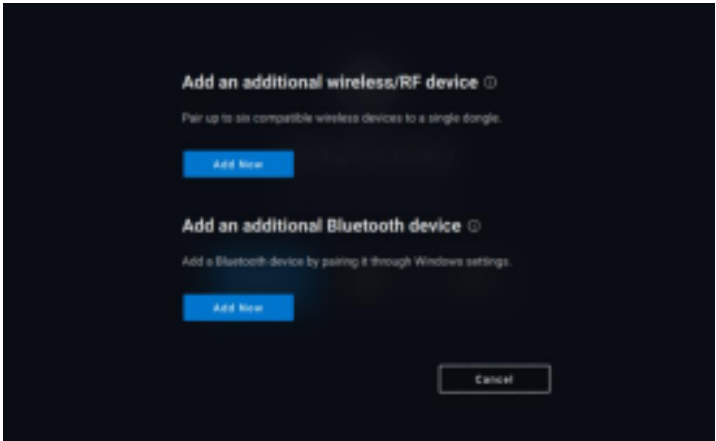 Add an additional wireless/RF device
Pair up to six compatible wireless devices to a single dongle.
Add Now
Add an additional Bluetooth device
Add a Bluetooth device by pairing it through Windows settings.
Add Now
Cancel